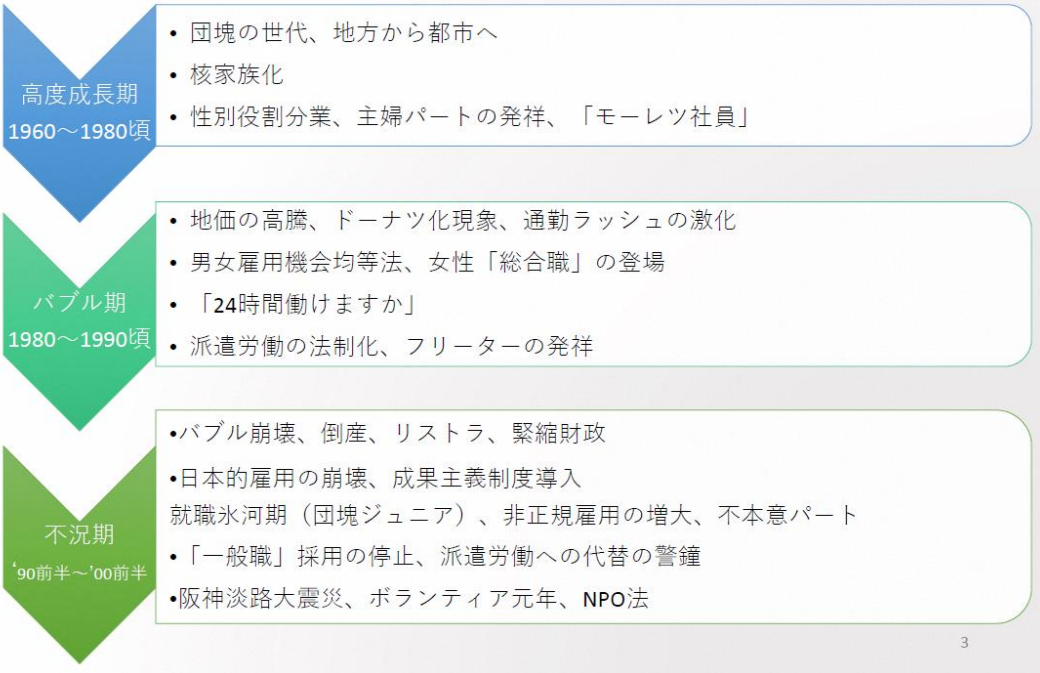 高度成長期
1960～1980頃
• 団塊の世代、地方から都市へ
• 核家族化
• 性別役割分業、主婦パートの発祥、「モーレツ社員」
バブル期
1980～1990頃
• 地価の高騰、ドーナツ化現象、通勤ラッシュの激化
• 男女雇用機会均等法、女性「総合職」の登場
• 「24時間働けますか」
• 派遣労働の法制化、フリーターの発祥
不況期
‘90前半～’00前半
•バブル崩壊、倒産、リストラ、緊縮財政
•日本的雇用の崩壊、成果主義制度導入
就職氷河期（団塊ジュニア）、非正規雇用の増大、不本意パート
•「一般職」採用の停止、派遣労働への代替の警鐘
•阪神淡路大震災、ボランティア元年、NPO法
3